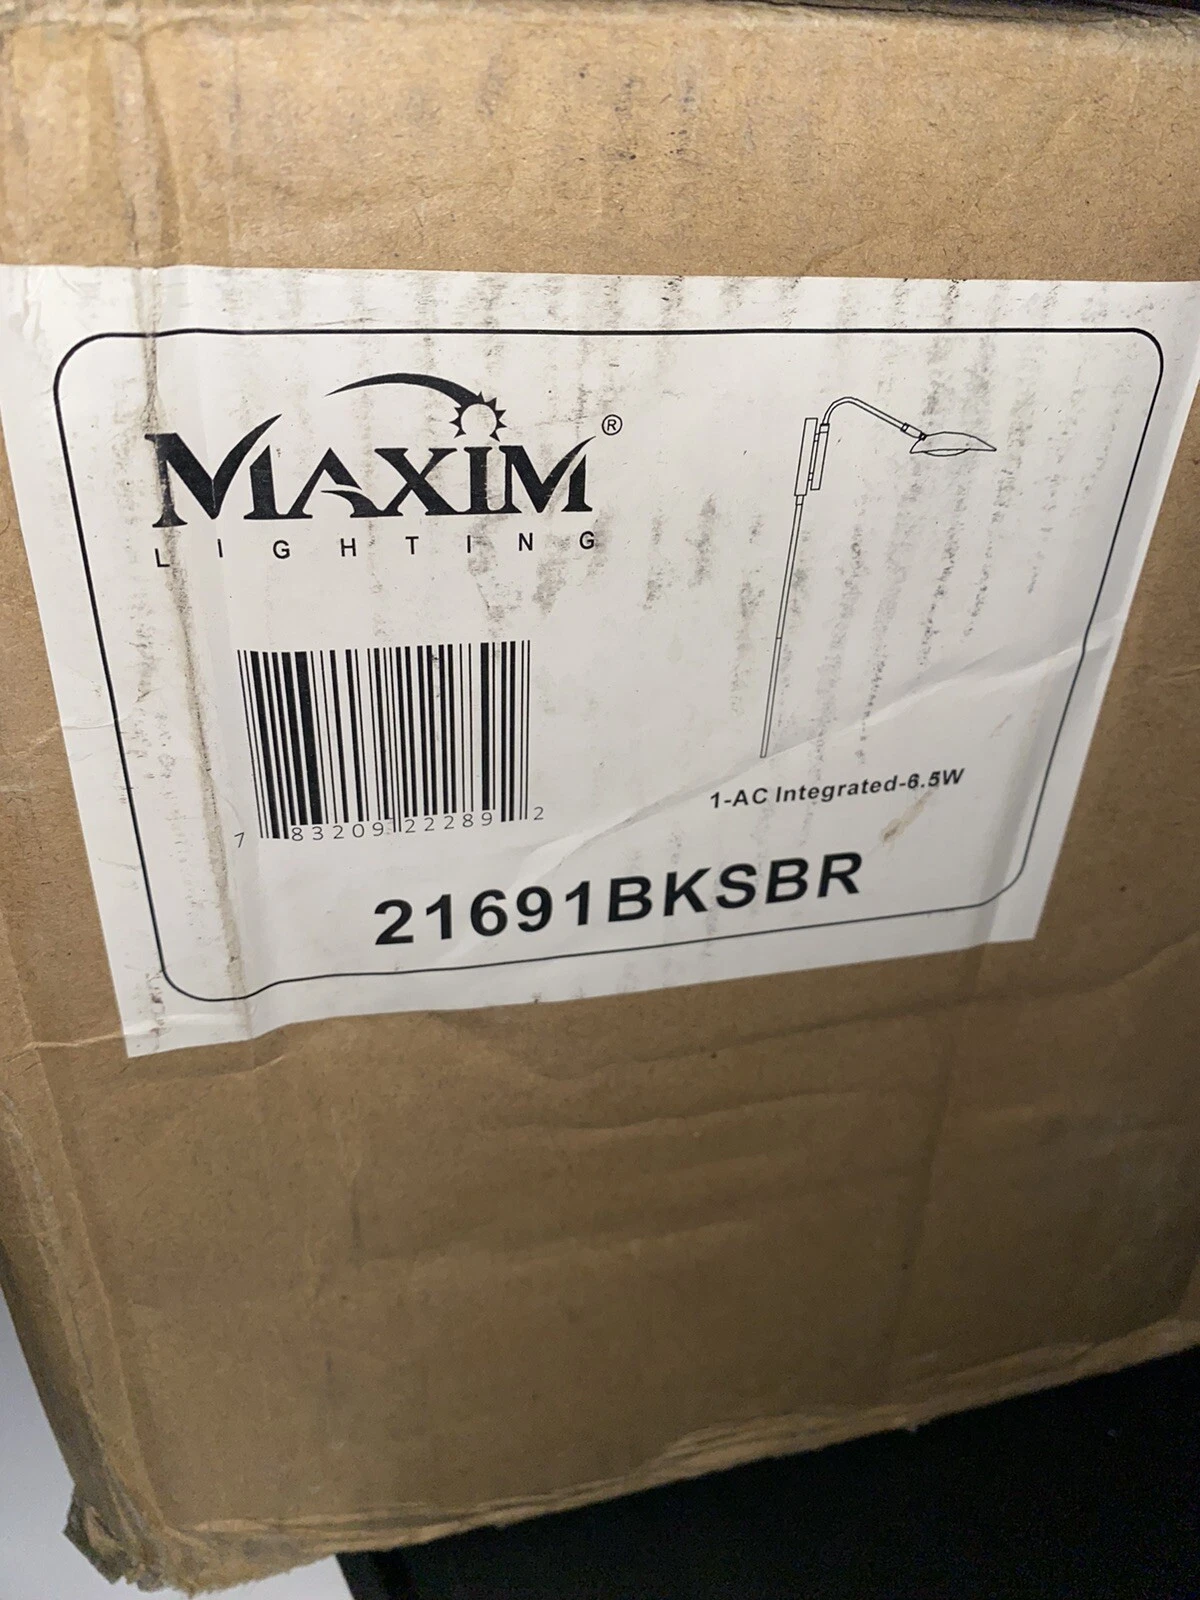 MAXIM®
LIGHTING
7 83209 22289 2
1-AC Integrated-6.5W
21691BKSBR